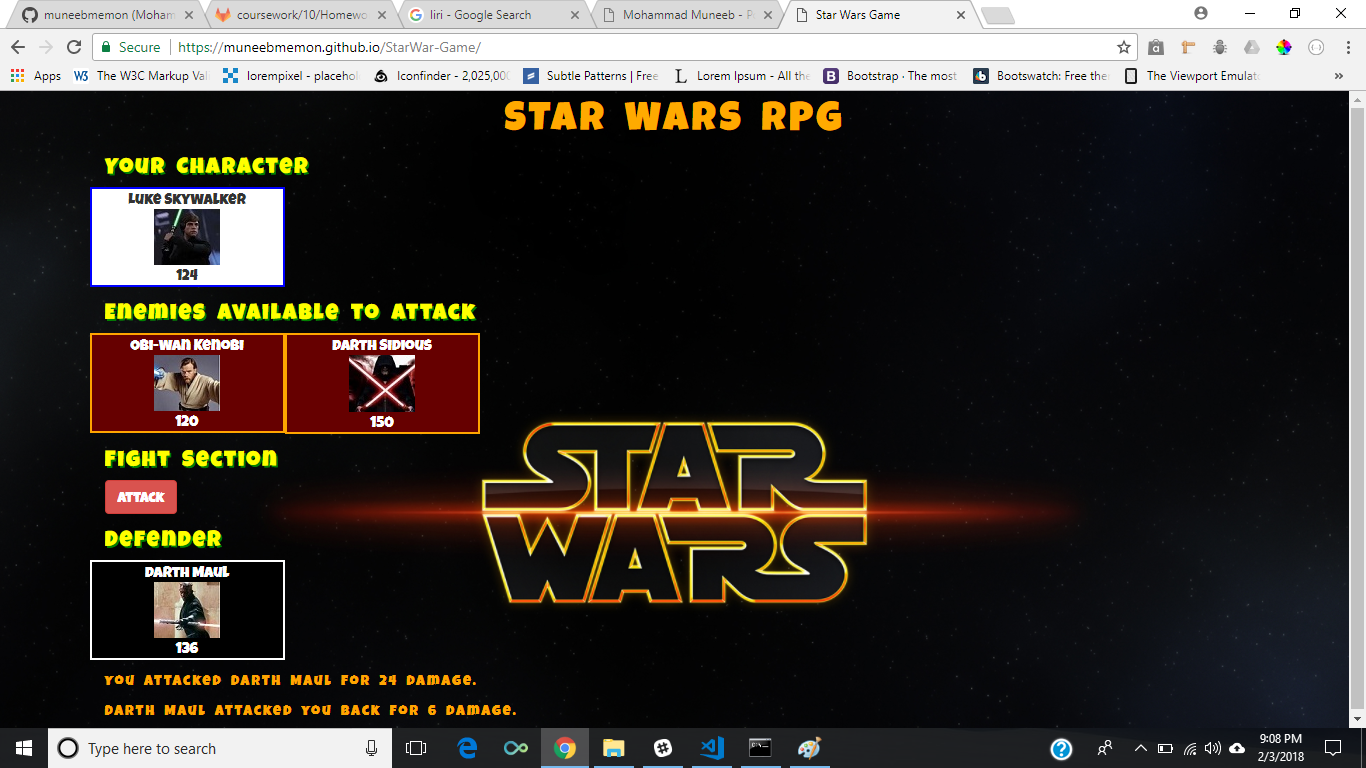 muneebmemon (Moham
coursework/10/Homewo
liri - Google Search
Mohammad Muneeb - P
Star Wars Game
Secure
https://muneebmemon.github.io/StarWar-Game/
Apps
The W3C Markup Vali
lorempixel - placehol
Iconfinder - 2,025,000
Subtle Patterns | Free
Lorem Ipsum - All the
Bootstrap · The most
Bootswatch: Free the
The Viewport Emulato
»
STAR WARS RPG
Your Character
Luke Skywalker
124
Enemies Available To Attack
Obi-Wan Kenobi
Darth Sidious
120
150
Fight Section
ATTACK
Defender
Darth Maul
136
STAR
WARS
You attacked Darth Maul for 24 damage.
Darth Maul attacked you back for 6 damage.
Type here to search
9:08 PM
2/3/2018